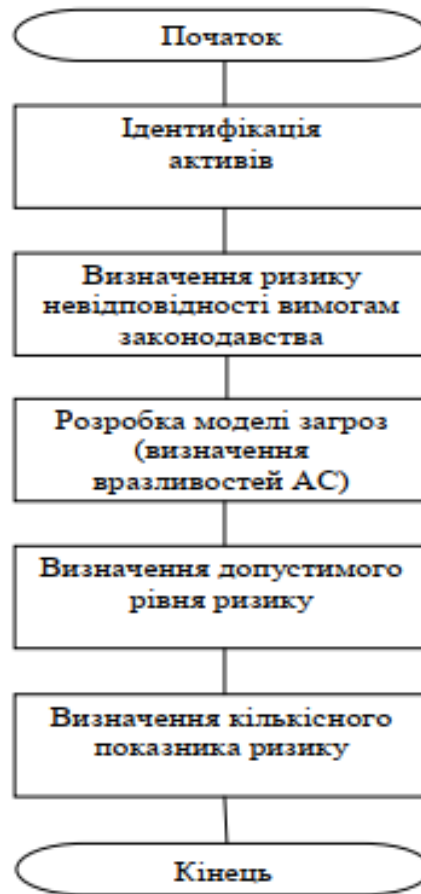 Початок
Ідентифікація
активів
Визначення ризику
невідповідності вимогам
законодавства
Розробка моделі загроз
(визначення
вразливостей АС)
Визначення допустимого
рівня ризику
Визначення кількісного
показника ризику
Кінець